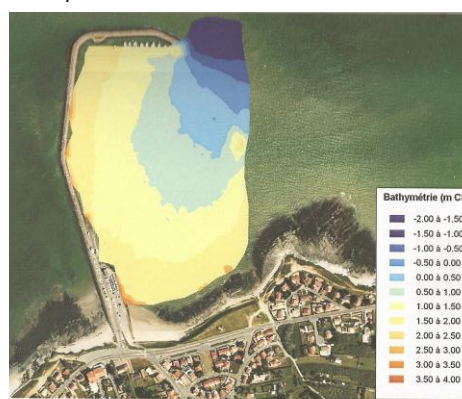 Bathymétrie (m C
-2.00 à -1.50
-1.50 à -1.00
-1.00 à -0.50
-0.50 à 0.00
0.00 à 0.50
0.50 à 1.00
1.00 à 1.50
1.50 à 2.00
2.00 à 2.50
2.50 à 3.00
3.00 à 3.50
3.50 à 4.00